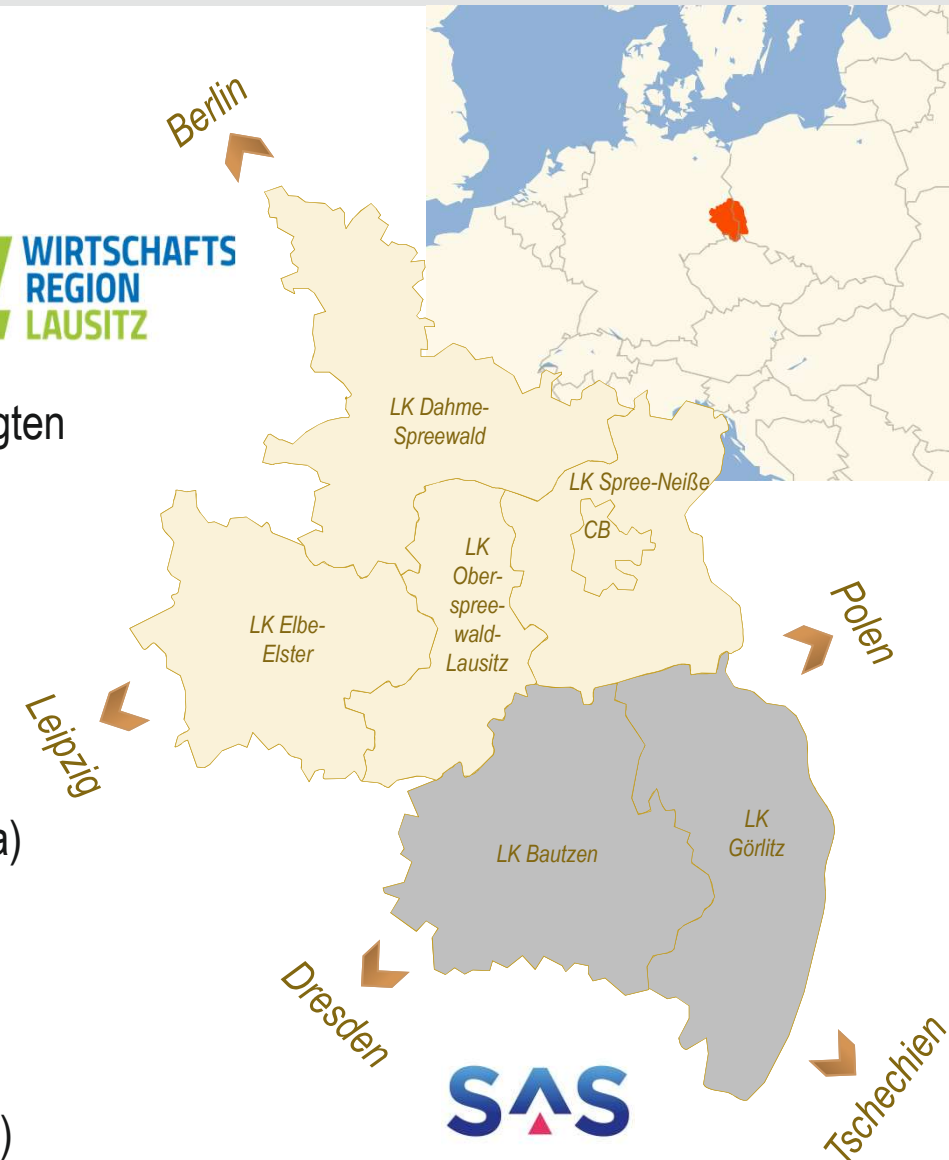 Berlin
WIRTSCHAFTS
REGION
LAUSITZ
gten
LK Dahme-
Spreewald
LK Spree-Neiße
CB
LK
Ober-
spree-
wald-
Lausitz
LK Elbe-
Elster
Polen
Leipzig
a)
LK
Görlitz
LK Bautzen
Dresden
Tschechien
SAS
)